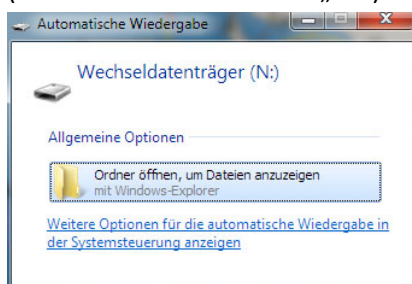 Automatische Wiedergabe
Wechseldatenträger (N:)
Allgemeine Optionen
Ordner öffnen, um Dateien anzuzeigen
mit Windows-Explorer
Weitere Optionen für die automatische Wiedergabe in
der Systemsteuerung anzeigen